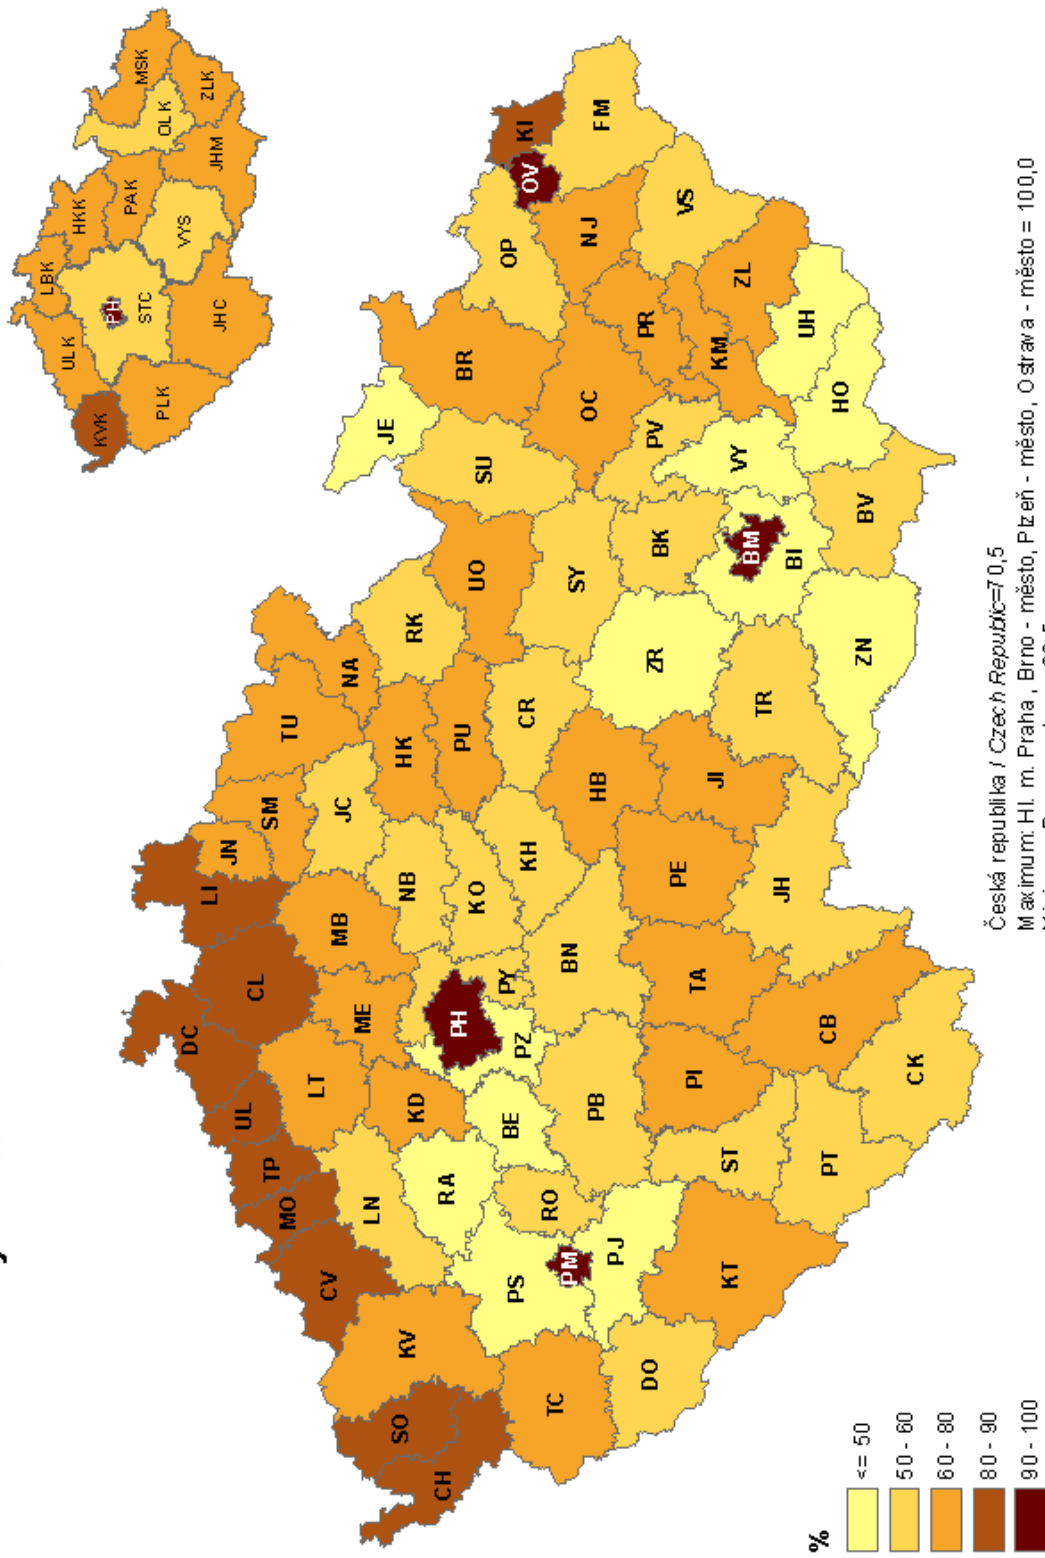 KVK
ULK
LBK
HKK
PLK
PH
STC
PAK
OLK
MSK
JHC
VYS
JHM
ZLK
DC
LI
JN
SM
TU
UL
CL
TP
MO
LT
MB
JC
NA
CV
LN
ME
JE
SO
KV
KD
NB
HK
RK
BR
CH
RA
PH
KO
PU
UO
SU
OP
KI
PS
BE
PZ
PY
KH
CR
OV
TC
PM
RO
PB
BN
HB
SY
OC
NJ
FM
DO
PJ
PI
TA
PE
ZR
BK
PV
PR
VS
KT
ST
JH
JI
TR
BM
BI
VY
KM
ZL
PT
CB
CK
ZN
BV
HO
UH
%
<= 50
50 - 60
60 - 80
80 - 90
90 - 100
Česká republika / Czech Republic=70,5
Maximum: Hl. m. Praha, Brno - město, Plzeň - město, Ostrava - město = 100,0